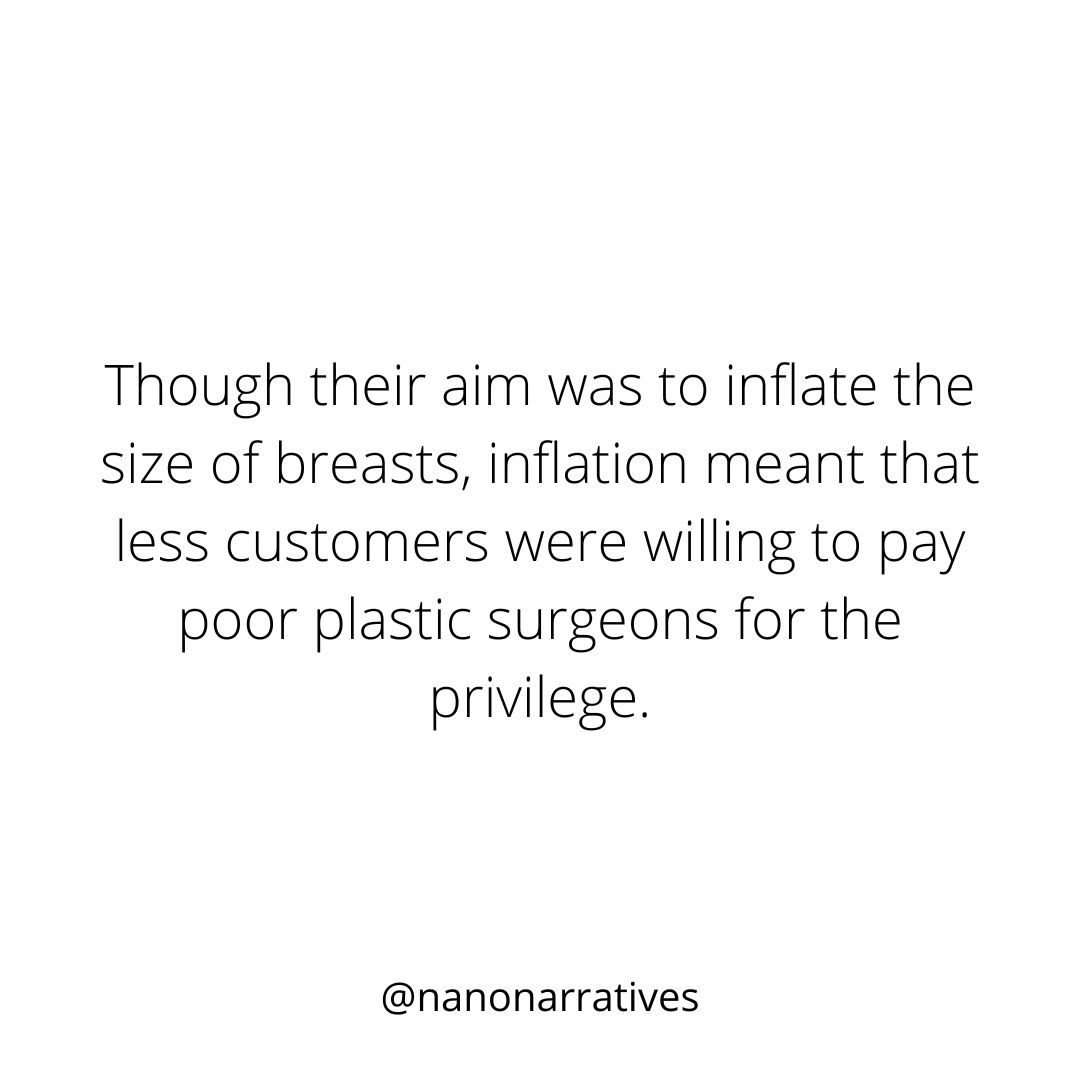 Though their aim was to inflate the
size of breasts, inflation meant that
less customers were willing to pay
poor plastic surgeons for the
privilege.
@nanonarratives